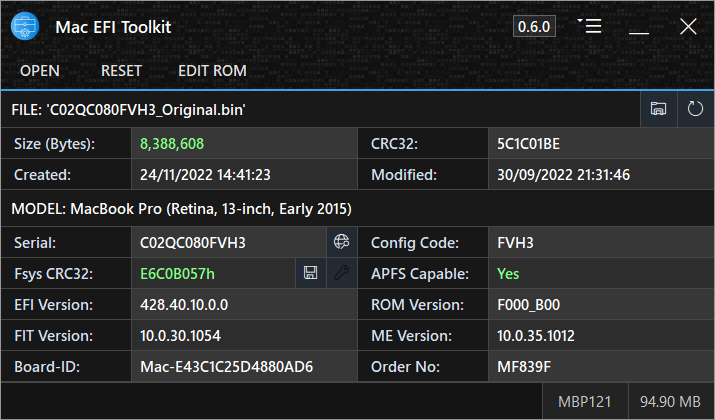 Mac EFI Toolkit 0.6.0
OPEN RESET EDIT ROM
FILE: 'C02QC080FVH3_Original.bin'
Size (Bytes): 8,388,608 CRC32: 5C1C01BE
Created: 24/11/2022 14:41:23 Modified: 30/09/2022 21:31:46
MODEL: MacBook Pro (Retina, 13-inch, Early 2015)
Serial: C02QC080FVH3 Config Code: FVH3
Fsys CRC32: E6C0B057h APFS Capable: Yes
EFI Version: 428.40.10.0.0 ROM Version: F000_B00
FIT Version: 10.0.30.1054 ME Version: 10.0.35.1012
Board-ID: Mac-E43C1C25D4880AD6 Order No: MF839F
MBP121 94.90 MB